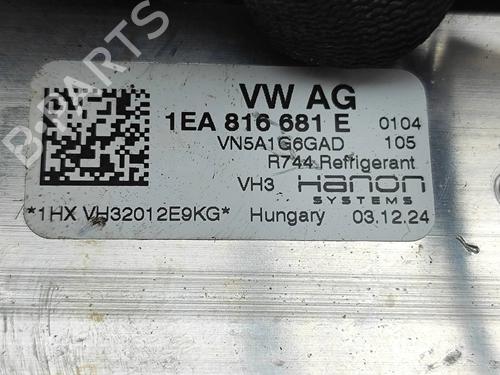 B-PARTS
VW AG
1EA 816 681 E 0104
VN5A1G6GAD 105
R744 Refrigerant
VH3 Hanon
SYSTEMS
*1HX VH32012E9KG* Hungary 03.12.24